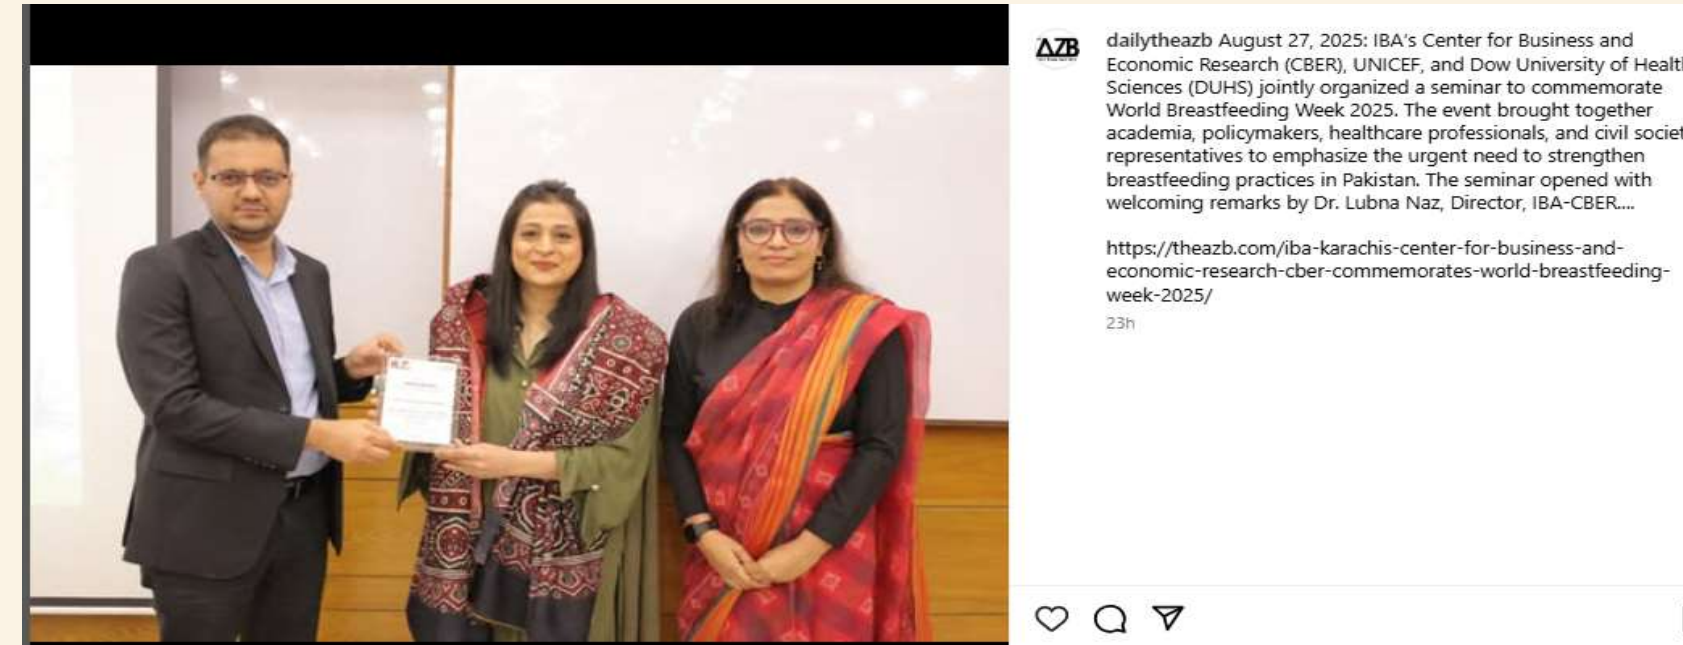 AZB
dailytheazb August 27, 2025: IBA's Center for Business and
Economic Research (CBER), UNICEF, and Dow University of Healt
Sciences (DUHS) jointly organized a seminar to commemorate
World Breastfeeding Week 2025. The event brought together
academia, policymakers, healthcare professionals, and civil societ
representatives to emphasize the urgent need to strengthen
breastfeeding practices in Pakistan. The seminar opened with
welcoming remarks by Dr. Lubna Naz, Director, IBA-CBER....
https://theazb.com/iba-karachis-center-for-business-and-
economic-research-cber-commemorates-world-breastfeeding-
week-2025/
23h